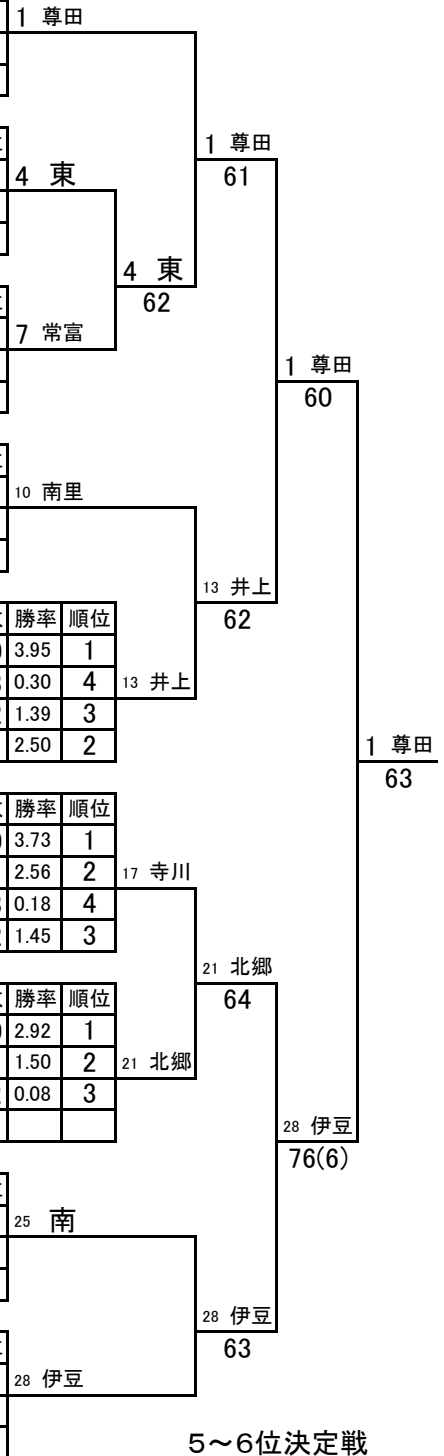 1 尊田
1 尊田
61
4 東
4 東
62
7 常富
1 尊田
60
10 南里
13 井上
62
勝率 順位
3.95 1
0.30 4
13 井上
1.39 3
2.50 2
1 尊田
63
勝率 順位
3.73 1
2.56 2
17 寺川
0.18 4
1.45 3
21 北郷
64
勝率 順位
2.92 1
1.50 2
21 北郷
0.08 3
28 伊豆
76(6)
25 南
28 伊豆
63
28 伊豆
5～6位決定戦